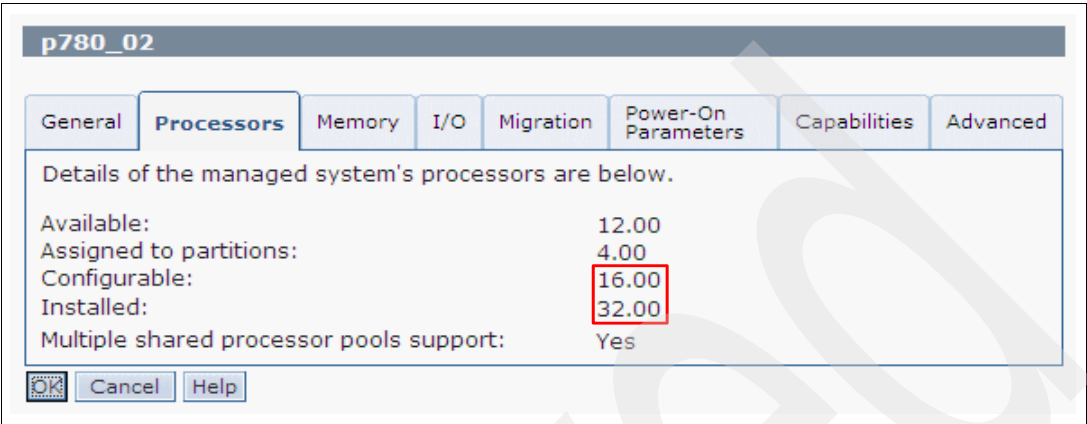 p780_02
General Processors Memory I/O Migration Power-On Parameters Capabilities Advanced
Details of the managed system's processors are below.
Available: 12.00
Assigned to partitions: 4.00
Configurable: 16.00
Installed: 32.00
Multiple shared processor pools support: Yes
OK Cancel Help